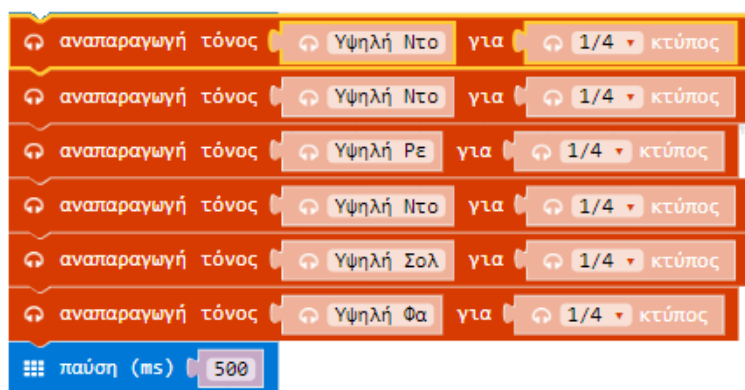 αναπαραγωγή τόνος Υψηλή Ντο για 1/4 κτύπος
αναπαραγωγή τόνος Υψηλή Ντο για 1/4 κτύπος
αναπαραγωγή τόνος Υψηλή Ρε για 1/4 κτύπος
αναπαραγωγή τόνος Υψηλή Ντο για 1/4 κτύπος
αναπαραγωγή τόνος Υψηλή Σολ για 1/4 κτύπος
αναπαραγωγή τόνος Υψηλή Φα για 1/4 κτύπος
παύση (ms) 500